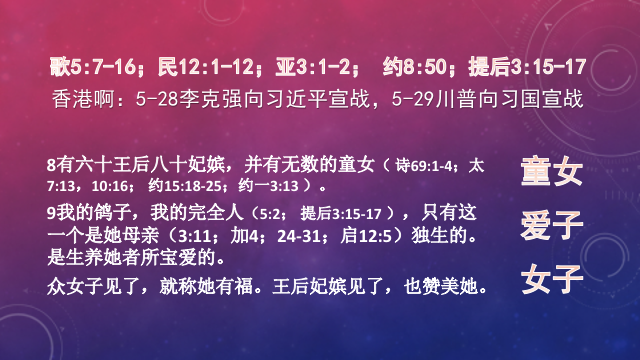 歌5:7-16；民12:1-12；亚3:1-2； 约8:50；提后3:15-17
香港啊：5-28李克强向习近平宣战，5-29川普向习国宣战
8有六十王后八十妃嫔，并有无数的童女（诗69:1-4；太
7:13，10:16； 约15:18-25；约一3:13 ）。
9我的鸽子，我的完全人（5:2； 提后3:15-17 ），只有这
一个是她母亲（3:11；加4；24-31；启12:5）独生的。
是生养她者所宝爱的。
众女子见了，就称她有福。王后妃嫔见了，也赞美她。
童女
爱子
女子